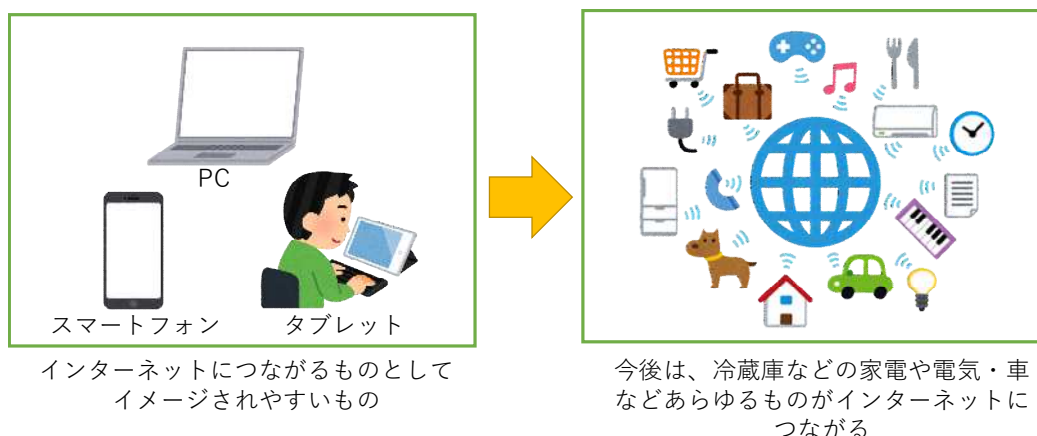 PC
スマートフォン
タブレット
インターネットにつながるものとして
イメージされやすいもの
今後は、冷蔵庫などの家電や電気・車
などあらゆるものがインターネットに
つながる